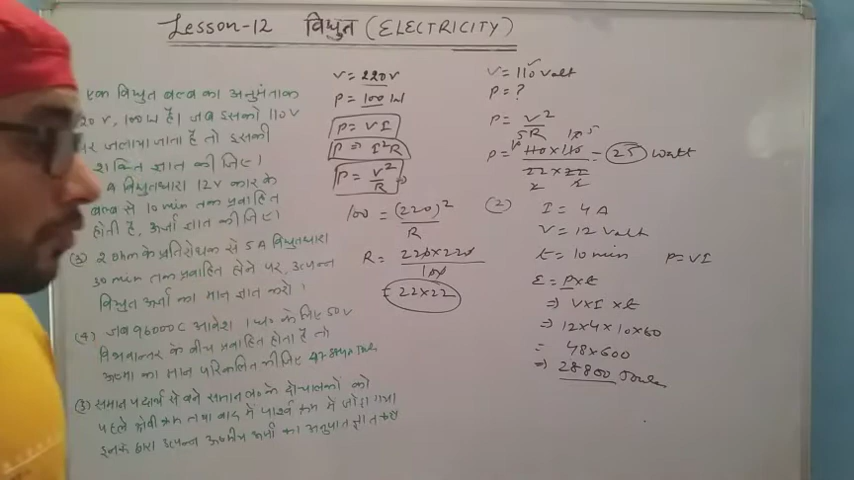 Lesson-12 विद्युत (ELECTRICITY)
एक विद्युत बल्ब का अनुमंताक
20 V, 100 W है। जब इसको 110 V
पर जलाया जाता है तो इसकी
शक्ति ज्ञात कीजिए।
A विद्युतधारा 12V कार के
बल्ब से 10 min तक प्रवाहित
होती है, ऊर्जा ज्ञात कीजिए।
(3) 2 ohm के प्रतिरोधक से 5 A विद्युतधारा
30 min तक प्रवाहित होने पर, उत्पन्न
विद्युत ऊर्जा का मान ज्ञात करो।
(4) जब 96000 C आवेश 1 के लिए 50 V
विभवान्तर के बीच प्रवाहित होता है तो
ऊष्मा का मान परिकलित कीजिए
(5) समान पदार्थ से बने समान ल० के दो चालकों को
पहले श्रेणी क्रम तथा बाद में पार्श्व क्रम में जोड़ा गया
इनके द्वारा उत्पन्न ऊष्मीय ऊर्जा का अनुपात ज्ञात करो
V = 220 V
P = 100 W
P = VI
P = I²R
P = V²/R
100 = (220)²/R
R = 220×220/100
= 22×22
V = 110 Volt
P = ?
P = V²/R
P = 110×110/22×22 = 25 watt
(2) I = 4 A
V = 12 Volt
t = 10 min P = VI
E = P×t
⇒ V×I×t
⇒ 12×4×10×60
= 48×600
⇒ 28800 Joule